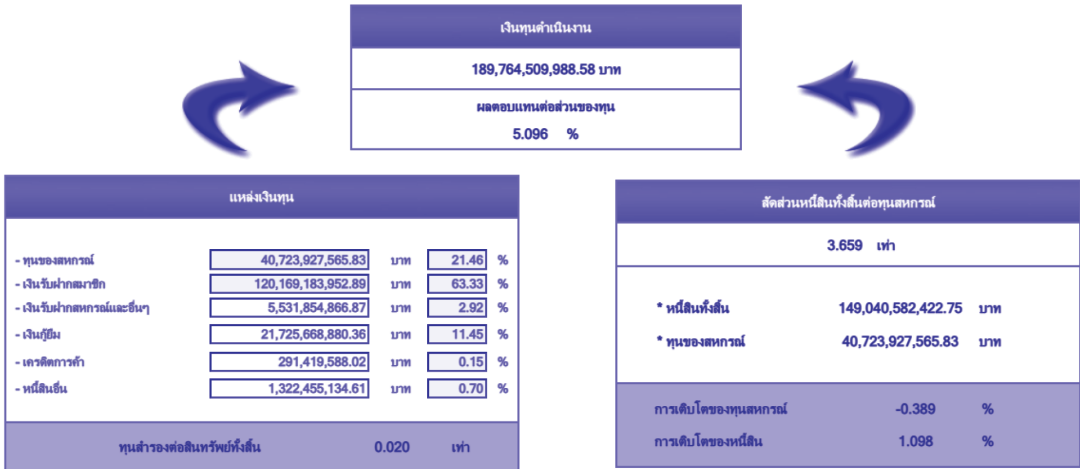 เงินทุนดำเนินงาน
189,764,509,988.58 บาท
ผลตอบแทนต่อส่วนของทุน
5.096 %
แหล่งเงินทุน
- ทุนของสหกรณ์ 40,723,927,565.83 บาท 21.46 %
- เงินรับฝากสมาชิก 120,169,183,952.89 บาท 63.33 %
- เงินรับฝากสหกรณ์และอื่นๆ 5,531,854,866.87 บาท 2.92 %
- เงินกู้ยืม 21,725,668,880.36 บาท 11.45 %
- เครดิตการค้า 291,419,588.02 บาท 0.15 %
- หนี้สินอื่น 1,322,455,134.61 บาท 0.70 %
ทุนสำรองต่อสินทรัพย์ทั้งสิ้น 0.020 เท่า
สัดส่วนหนี้สินทั้งสิ้นต่อทุนสหกรณ์
3.659 เท่า
* หนี้สินทั้งสิ้น 149,040,582,422.75 บาท
* ทุนของสหกรณ์ 40,723,927,565.83 บาท
การเติบโตของทุนสหกรณ์ -0.389 %
การเติบโตของหนี้สิน 1.098 %